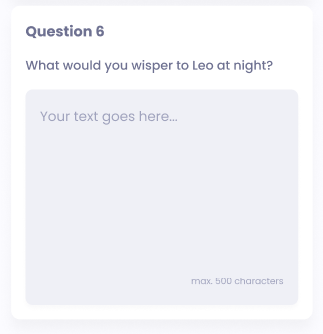 Question 6
What would you wisper to Leo at night?
Your text goes here...
max. 500 characters